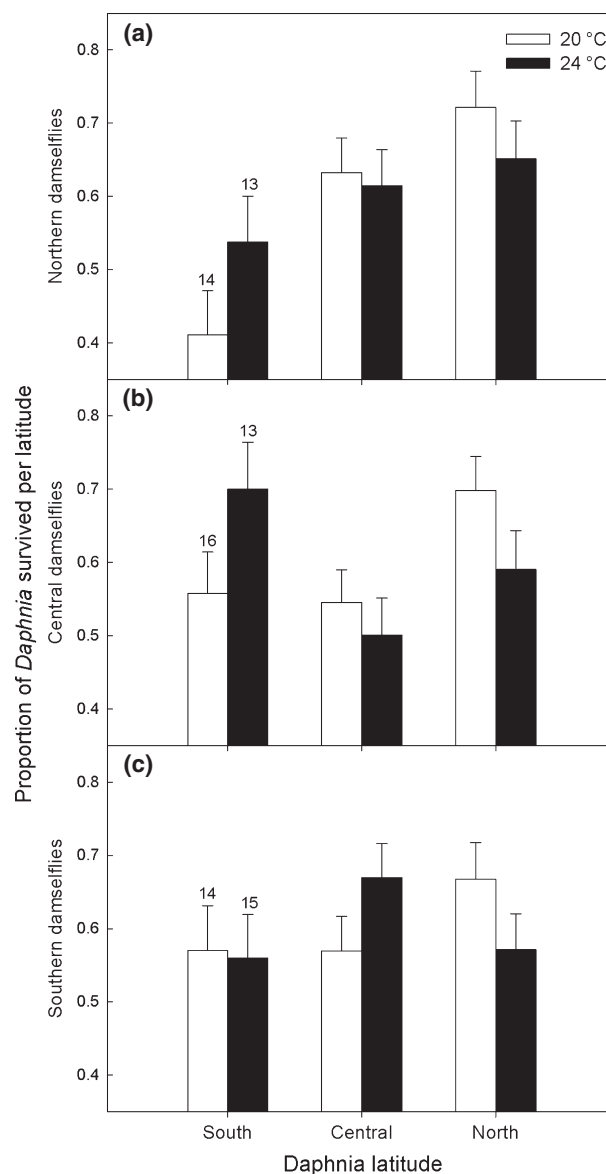 (a)
20 °C
24 °C
0.8
0.7
0.6
0.5
0.4
14
13
Northern damselflies
(b)
0.8
0.7
0.6
0.5
0.4
16
13
Central damselflies
Proportion of Daphnia survived per latitude
(c)
0.8
0.7
0.6
0.5
0.4
14
15
Southern damselflies
South
Central
North
Daphnia latitude